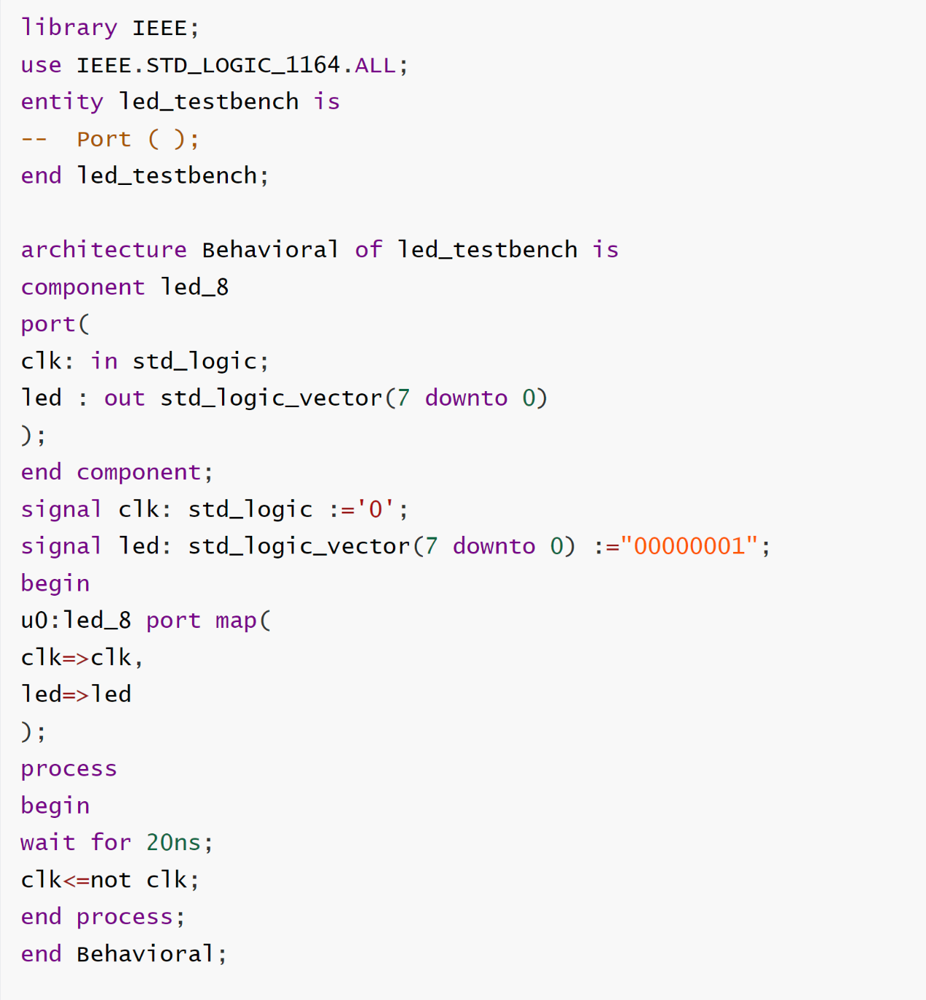 library IEEE;
use IEEE.STD_LOGIC_1164.ALL;
entity led_testbench is
--  Port ( );
end led_testbench;

architecture Behavioral of led_testbench is
component led_8
port(
clk: in std_logic;
led : out std_logic_vector(7 downto 0)
);
end component;
signal clk: std_logic :='0';
signal led: std_logic_vector(7 downto 0) :="00000001";
begin
u0:led_8 port map(
clk=>clk,
led=>led
);
process
begin
wait for 20ns;
clk<=not clk;
end process;
end Behavioral;